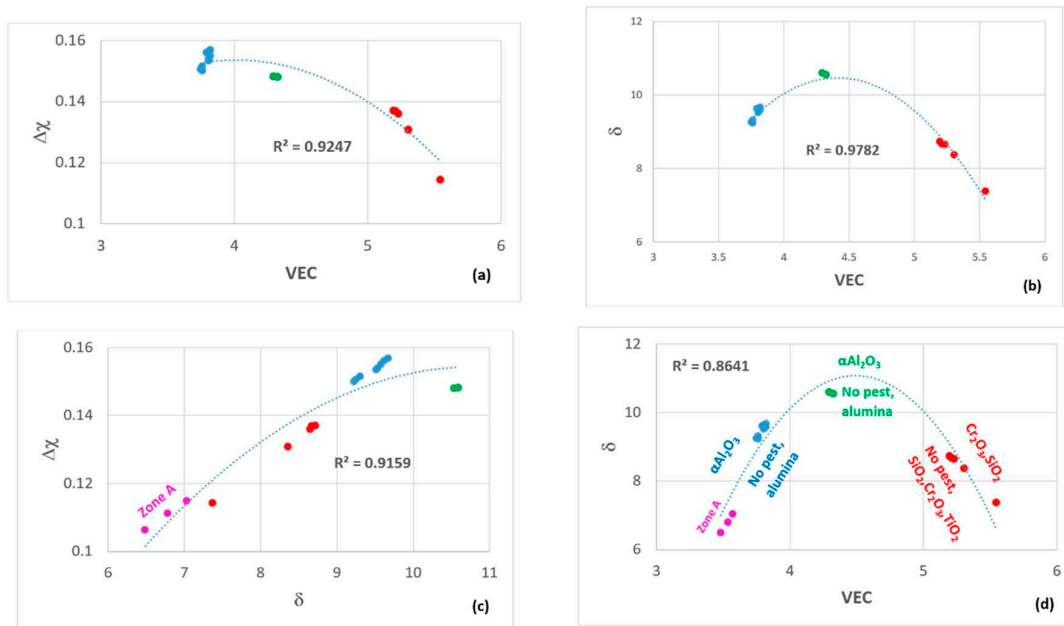 0.16
0.14
0.12
0.1
Δχ
R² = 0.9247
3
4
5
6
VEC
(a)
12
10
8
6
δ
R² = 0.9782
3
3.5
4
4.5
5
5.5
6
VEC
(b)
0.16
0.14
0.12
0.1
Δχ
Zone A
R² = 0.9159
6
7
8
9
10
11
δ
(c)
12
10
8
6
δ
R² = 0.8641
αAl₂O₃
No pest,
alumina
αAl₂O₃
No pest,
alumina
Zone A
Cr₂O₃,SiO₂
No pest,
SiO₂,Cr₂O₃,TiO₂
3
4
5
6
VEC
(d)